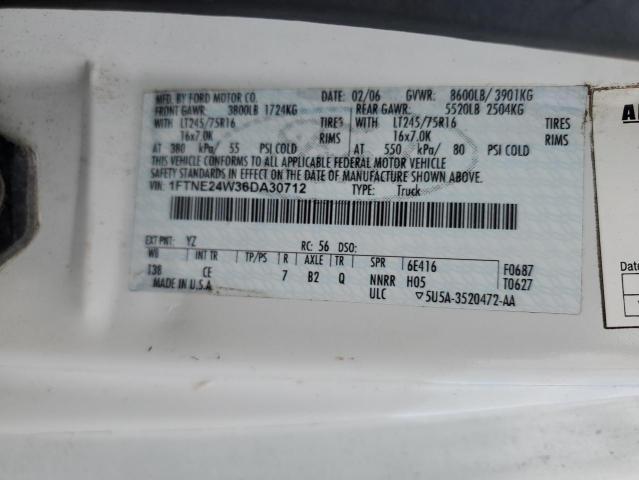 MFD. BY FORD MOTOR CO. DATE: 02/06 GVWR: 8600LB/ 3901KG
FRONT GAWR: 3800LB 1724KG REAR GAWR: 5520LB 2504KG
WITH LT245/75R16 TIRES WITH LT245/75R16 TIRES
16x7.0K RIMS 16x7.0K RIMS
AT 380 kPa/ 55 PSI COLD AT 550 kPa/ 80 PSI COLD
THIS VEHICLE CONFORMS TO ALL APPLICABLE FEDERAL MOTOR VEHICLE
SAFETY STANDARDS IN EFFECT ON THE DATE OF MANUFACTURE SHOWN ABOVE.
VIN: 1FTNE24W36DA30712 TYPE: Truck
EXT PNT: YZ RC: 56 DSO:
WB INT TR TP/PS R AXLE TR SPR 6E416 F0687
138 CE 7 B2 Q NNRR H05 T0627
MADE IN U.S.A. ULC ▽5U5A-3520472-AA